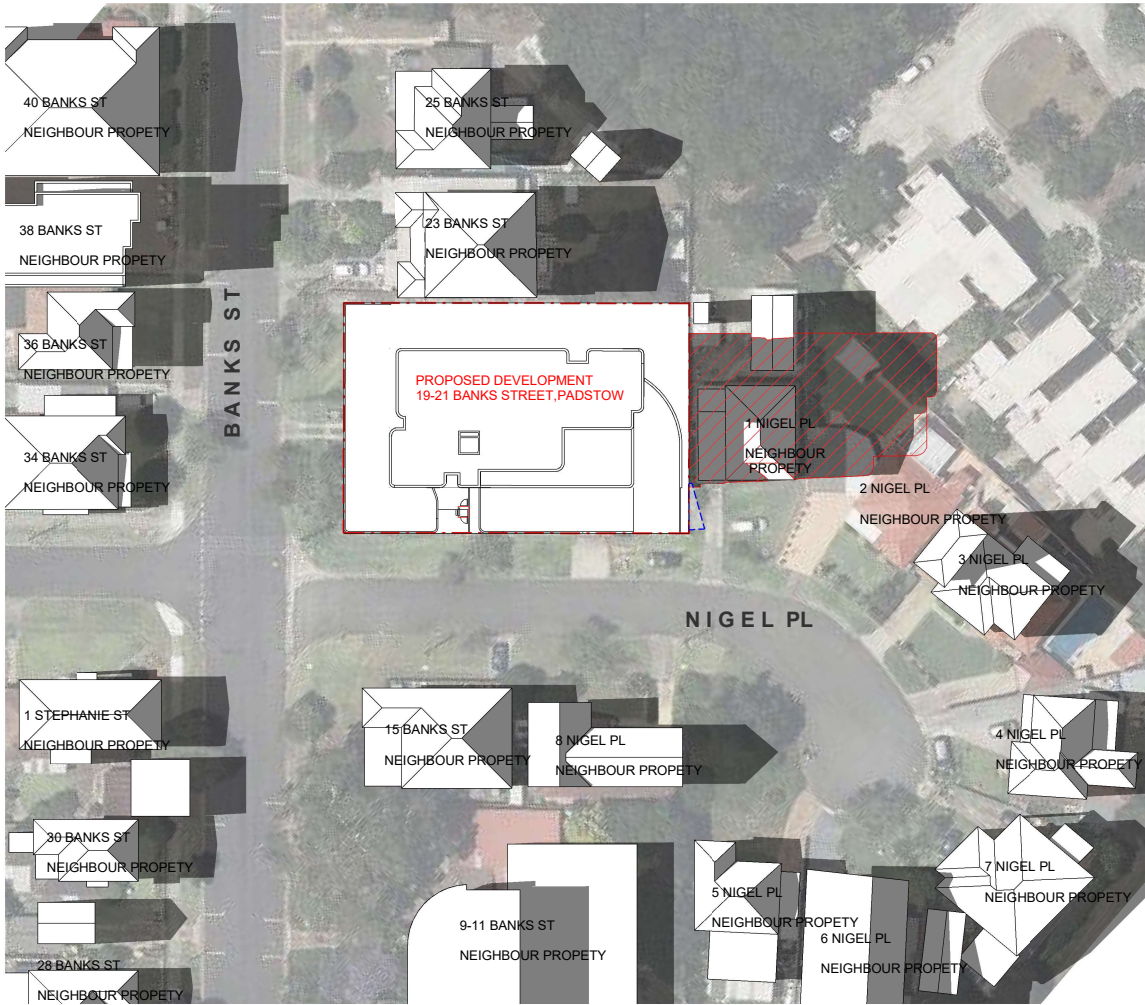 40 BANKS ST
NEIGHBOUR PROPETY
25 BANKS ST
NEIGHBOUR PROPETY
38 BANKS ST
NEIGHBOUR PROPETY
23 BANKS ST
NEIGHBOUR PROPETY
BANKS ST
36 BANKS ST
NEIGHBOUR PROPETY
PROPOSED DEVELOPMENT
19-21 BANKS STREET,PADSTOW
34 BANKS ST
NEIGHBOUR PROPETY
1 NIGEL PL
NEIGHBOUR
PROPETY
2 NIGEL PL
NEIGHBOUR PROPETY
3 NIGEL PL
NEIGHBOUR PROPETY
NIGEL PL
1 STEPHANIE ST
NEIGHBOUR PROPETY
15 BANKS ST
NEIGHBOUR PROPETY
8 NIGEL PL
NEIGHBOUR PROPETY
4 NIGEL PL
NEIGHBOUR PROPETY
30 BANKS ST
NEIGHBOUR PROPETY
9-11 BANKS ST
NEIGHBOUR PROPETY
5 NIGEL PL
NEIGHBOUR PROPETY
6 NIGEL PL
NEIGHBOUR PROPETY
7 NIGEL PL
NEIGHBOUR PROPETY
28 BANKS ST
NEIGHBOUR PROPETY